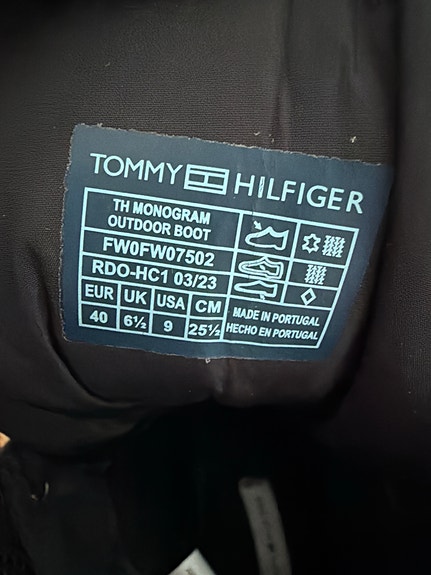 TOMMY HILFIGER
TH MONOGRAM
OUTDOOR BOOT
FW0FW07502
RDO-HC1 03/23
EUR UK USA CM
40 6½ 9 25½
MADE IN PORTUGAL
HECHO EN PORTUGAL